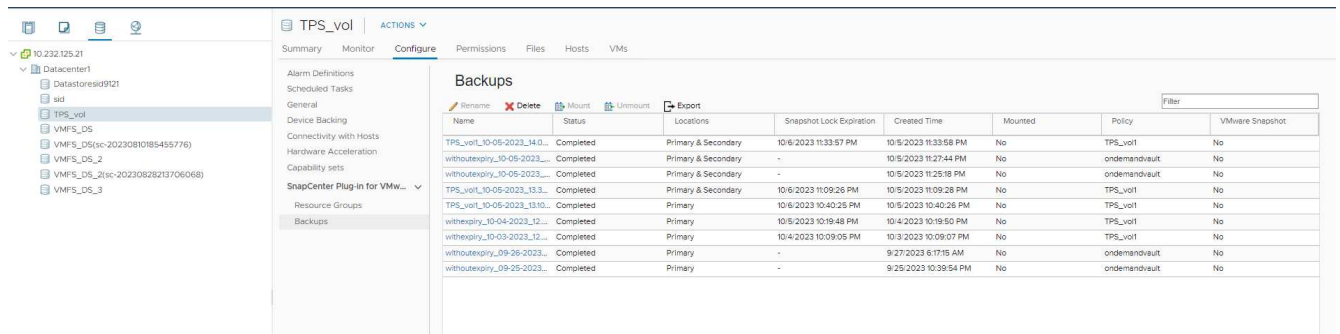 TPS_vol | ACTIONS
Summary Monitor Configure Permissions Files Hosts VMs
10.232.125.21
Datacenter1
Datastoresid9121
sid
TPS_vol
VMFS_DS
VMFS_DS(sc-20230810185455776)
VMFS_DS_2
VMFS_DS_2(sc-20230828213706068)
VMFS_DS_3
Alarm Definitions
Scheduled Tasks
General
Device Backing
Connectivity with Hosts
Hardware Acceleration
Capability sets
SnapCenter Plug-in for VMw...
Resource Groups
Backups
Backups
Rename Delete Mount Unmount Export Filter
Name Status Locations Snapshot Lock Expiration Created Time Mounted Policy VMware Snapshot
TPS_vol1_10-05-2023_14.0... Completed Primary & Secondary 10/6/2023 11:33:57 PM 10/5/2023 11:33:58 PM No TPS_vol1 No
withoutexpiry_10-05-2023_... Completed Primary & Secondary - 10/5/2023 11:27:44 PM No ondemandvault No
withoutexpiry_10-05-2023_... Completed Primary & Secondary - 10/5/2023 11:25:18 PM No ondemandvault No
TPS_vol1_10-05-2023_13.3... Completed Primary & Secondary 10/6/2023 11:09:26 PM 10/5/2023 11:09:28 PM No TPS_vol1 No
TPS_vol1_10-05-2023_13.10... Completed Primary 10/6/2023 10:40:25 PM 10/5/2023 10:40:26 PM No TPS_vol1 No
withexpiry_10-04-2023_12.... Completed Primary 10/5/2023 10:19:48 PM 10/4/2023 10:19:50 PM No TPS_vol1 No
withexpiry_10-03-2023_12.... Completed Primary 10/4/2023 10:09:05 PM 10/3/2023 10:09:07 PM No TPS_vol1 No
withoutexpiry_09-26-2023... Completed Primary - 9/27/2023 6:17:15 AM No ondemandvault No
withoutexpiry_09-25-2023... Completed Primary - 9/25/2023 10:39:54 PM No ondemandvault No